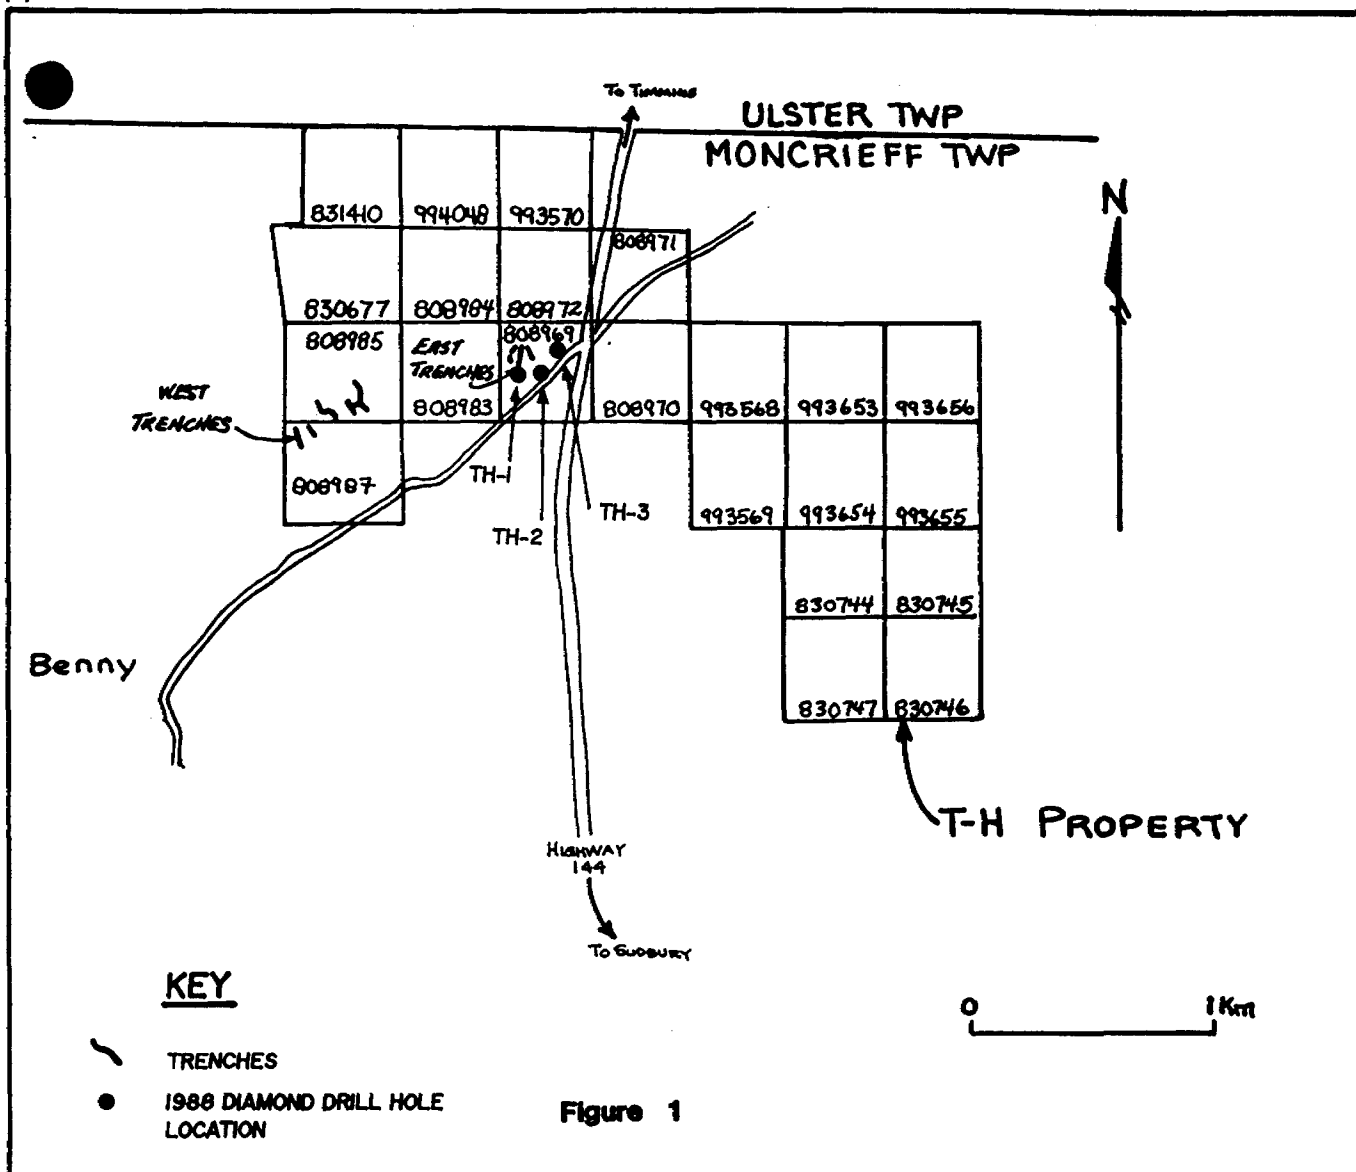 To Timmins
ULSTER TWP
MONCRIEFF TWP
N
831410 994048 993570
808971
830677 808984 808972
808985
808969
EAST
TRENCHES
WEST
TRENCHES
808983 808970 993568 993653 993656
808987
TH-1
TH-2
TH-3
993569 993654 993655
830744 830745
Benny
830747 830746
T-H PROPERTY
HIGHWAY
144
To SUDBURY
KEY
0 1 Km
TRENCHES
1988 DIAMOND DRILL HOLE
LOCATION
Figure 1